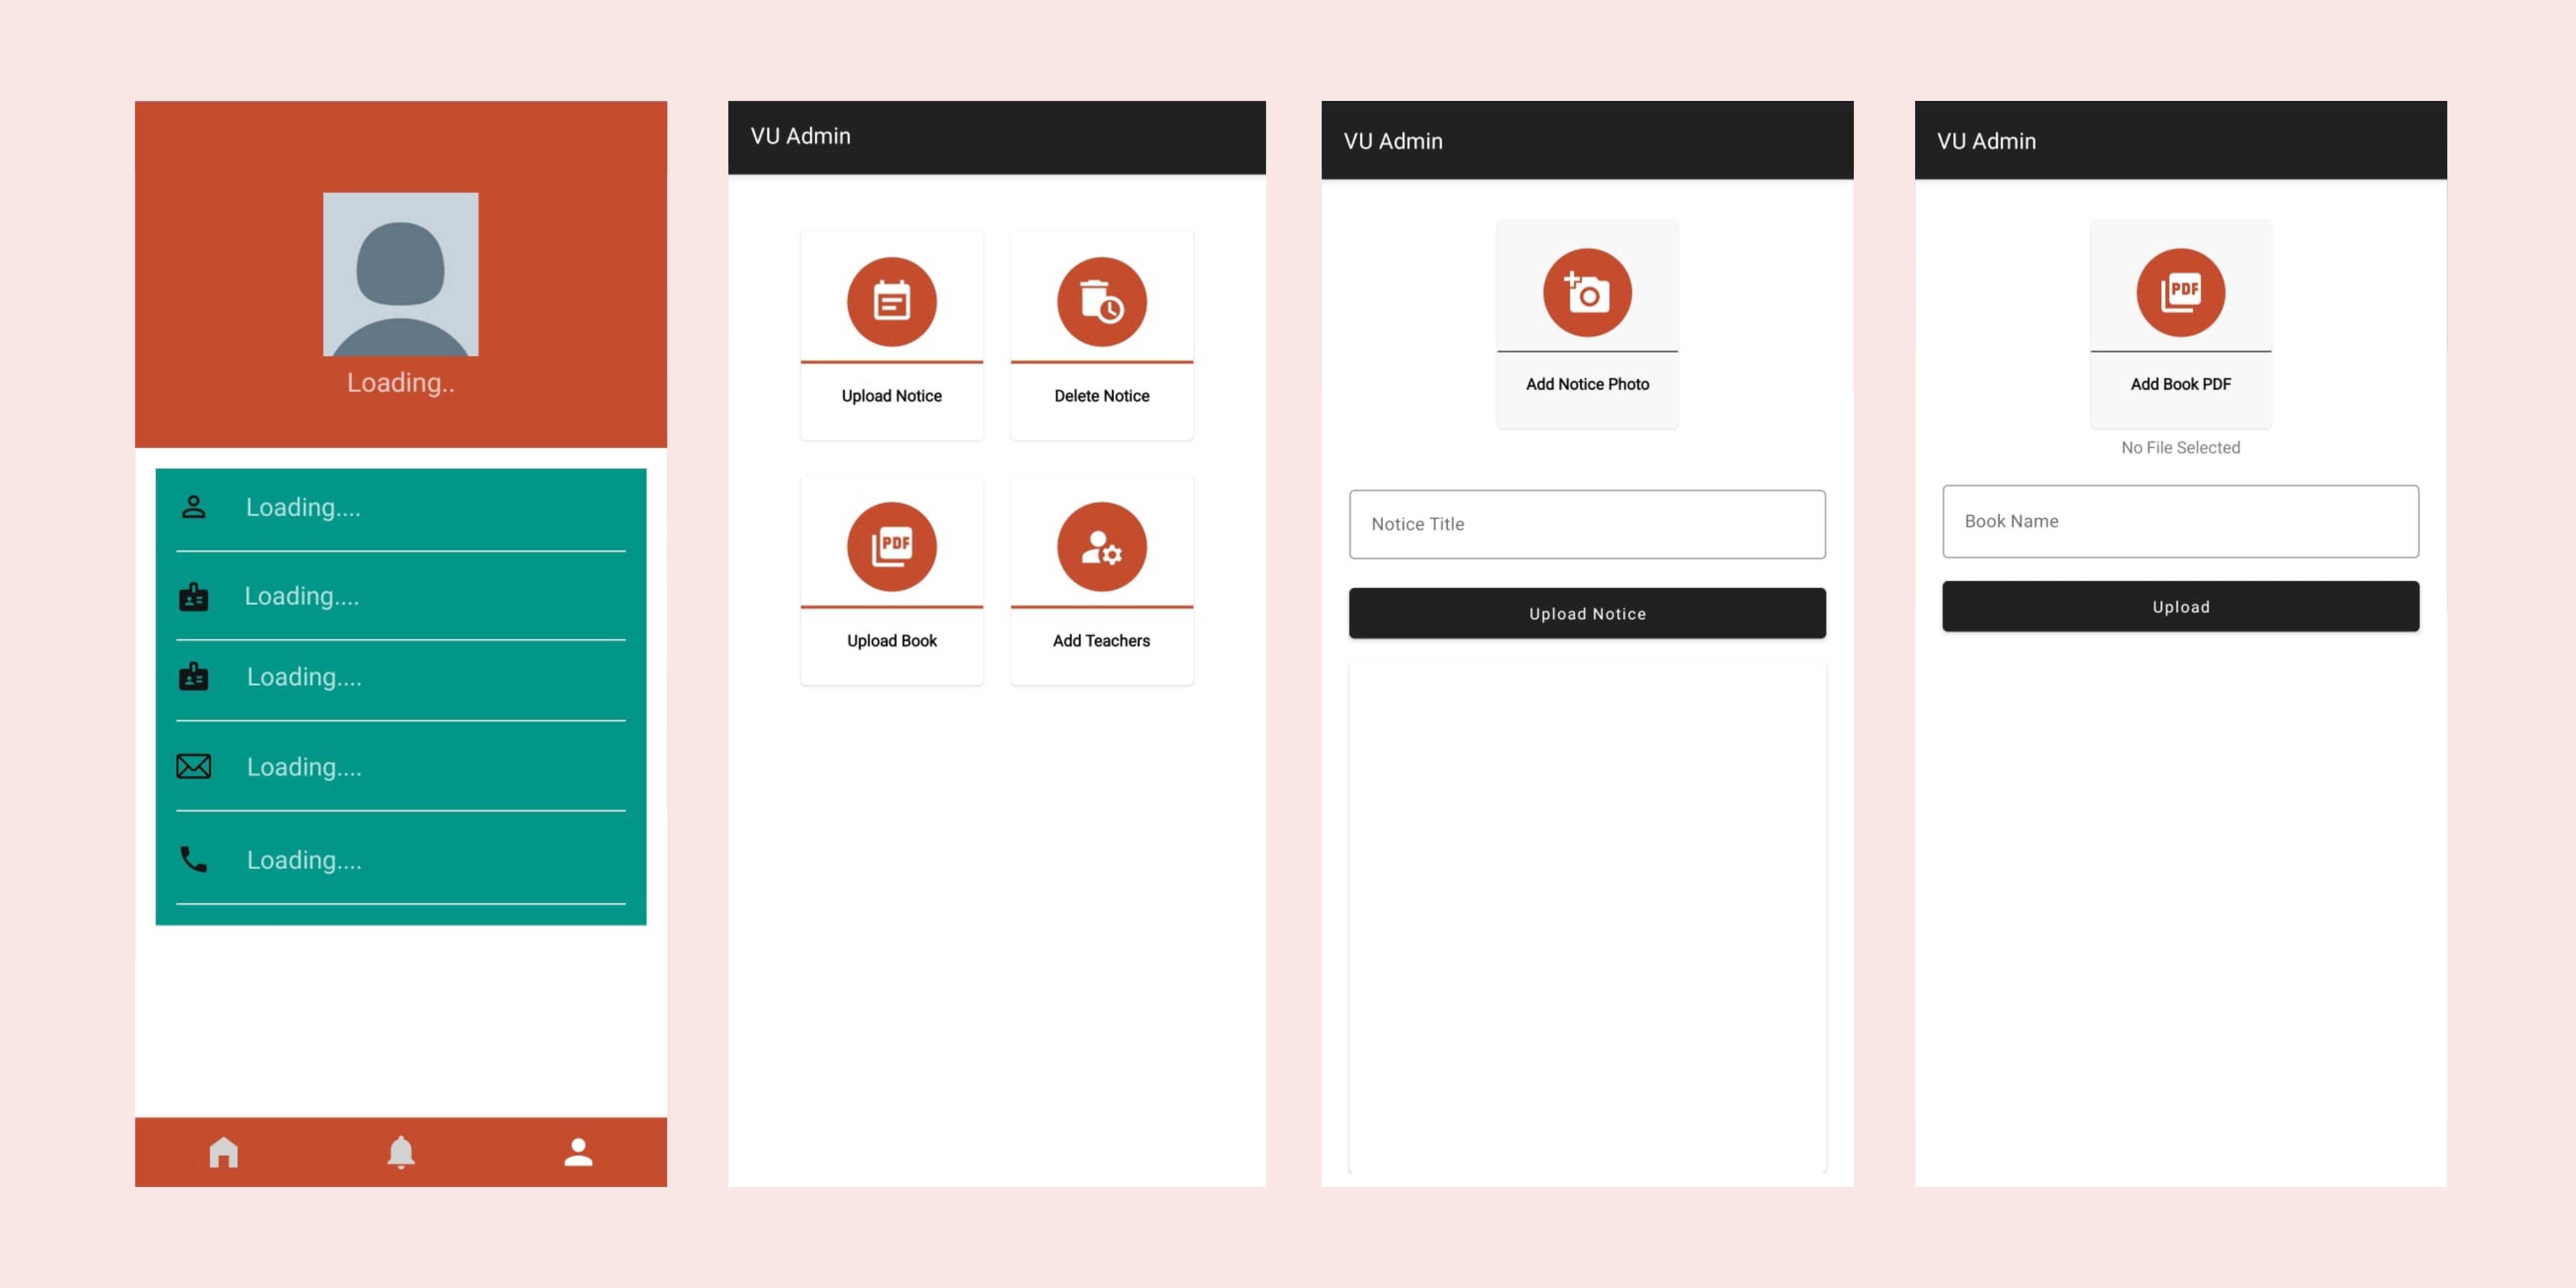 Loading..
Loading....
Loading....
Loading....
Loading....
Loading....
VU Admin
Upload Notice
Delete Notice
PDF
Upload Book
Add Teachers
VU Admin
Add Notice Photo
Notice Title
Upload Notice
VU Admin
PDF
Add Book PDF
No File Selected
Book Name
Upload